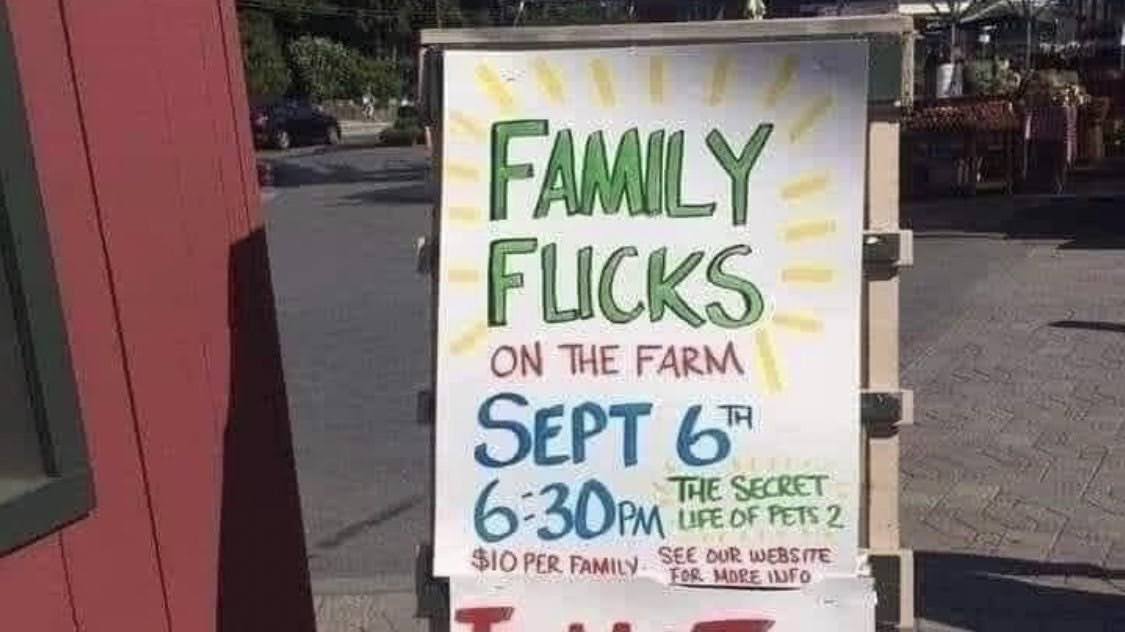 FAMILY
FLICKS
ON THE FARM
SEPT 6TH
6:30PM
THE SECRET
LIFE OF PETS 2
$10 PER FAMILY.
SEE OUR WEBSITE
FOR MORE INFO